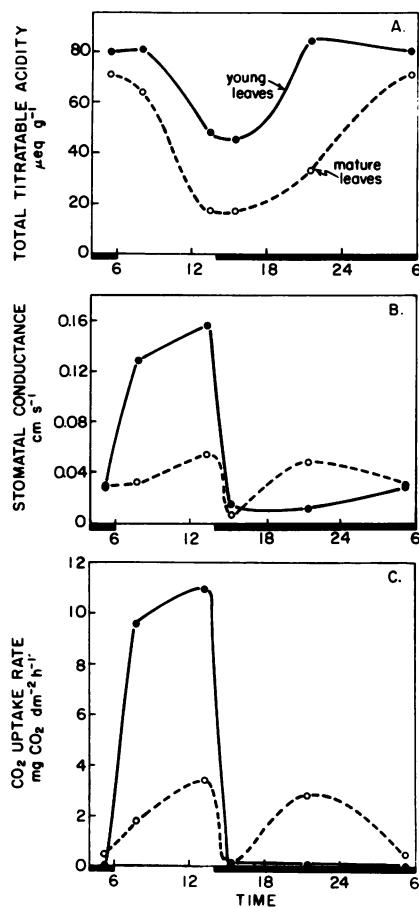 A.
TOTAL TITRATABLE ACIDITY
μeq g⁻¹
80
60
40
20
0
young
leaves
mature
leaves
6 12 18 24 6
B.
STOMATAL CONDUCTANCE
cm s⁻¹
0.16
0.12
0.08
0.04
0
6 12 18 24 6
C.
CO₂ UPTAKE RATE
mg CO₂ dm⁻² h⁻¹
12
10
8
6
4
2
0
6 12 18 24 6
TIME